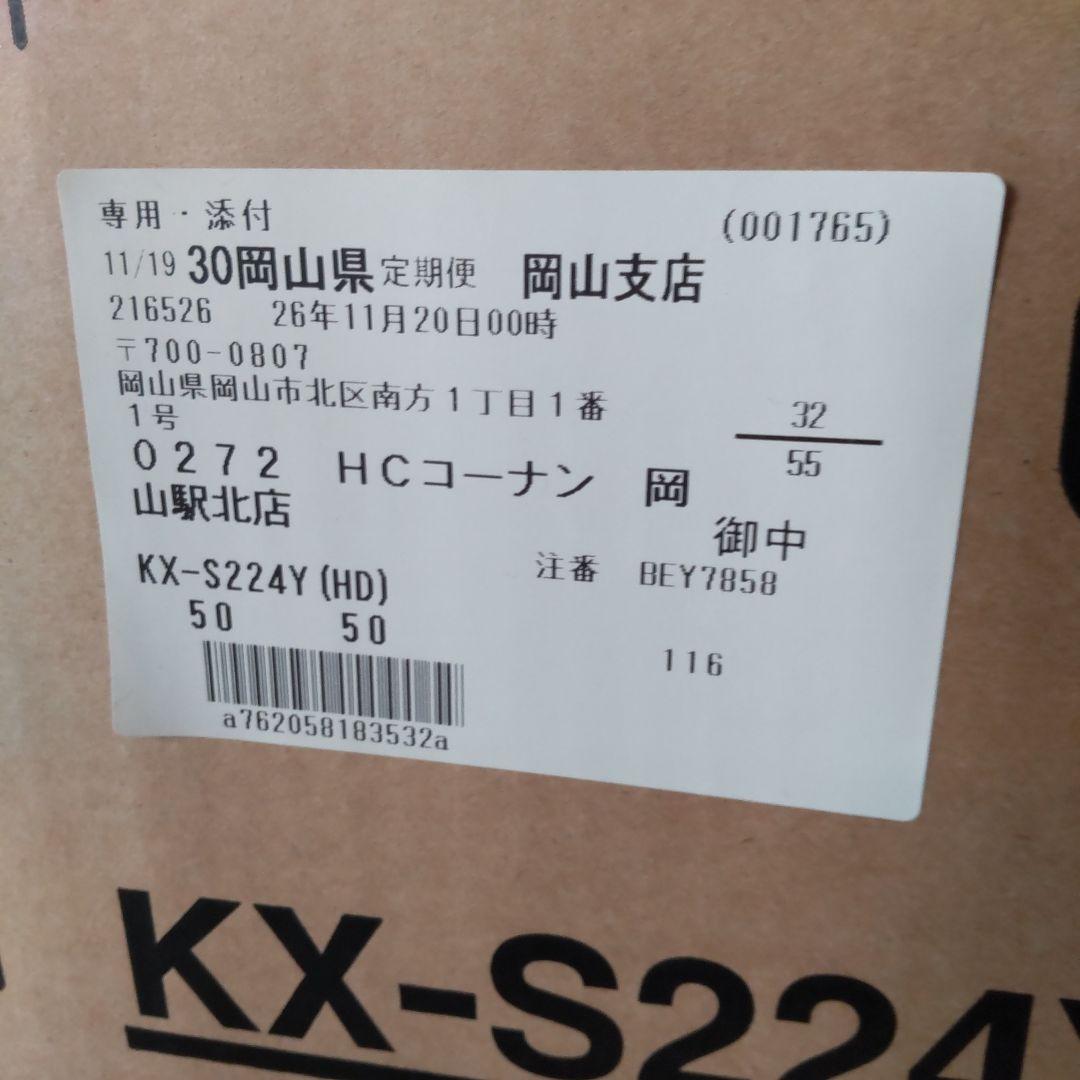 専用・添付
(001765)
11/19 30岡山県 定期便 岡山支店
216526 26年11月20日00時
〒700-0807
岡山県岡山市北区南方1丁目1番
1号
32
55
0272 HCコーナン 岡
山駅北店
御中
KX-S224Y(HD)
注番 BEY7858
50 50
116
a762058183532a
KX-S224Y